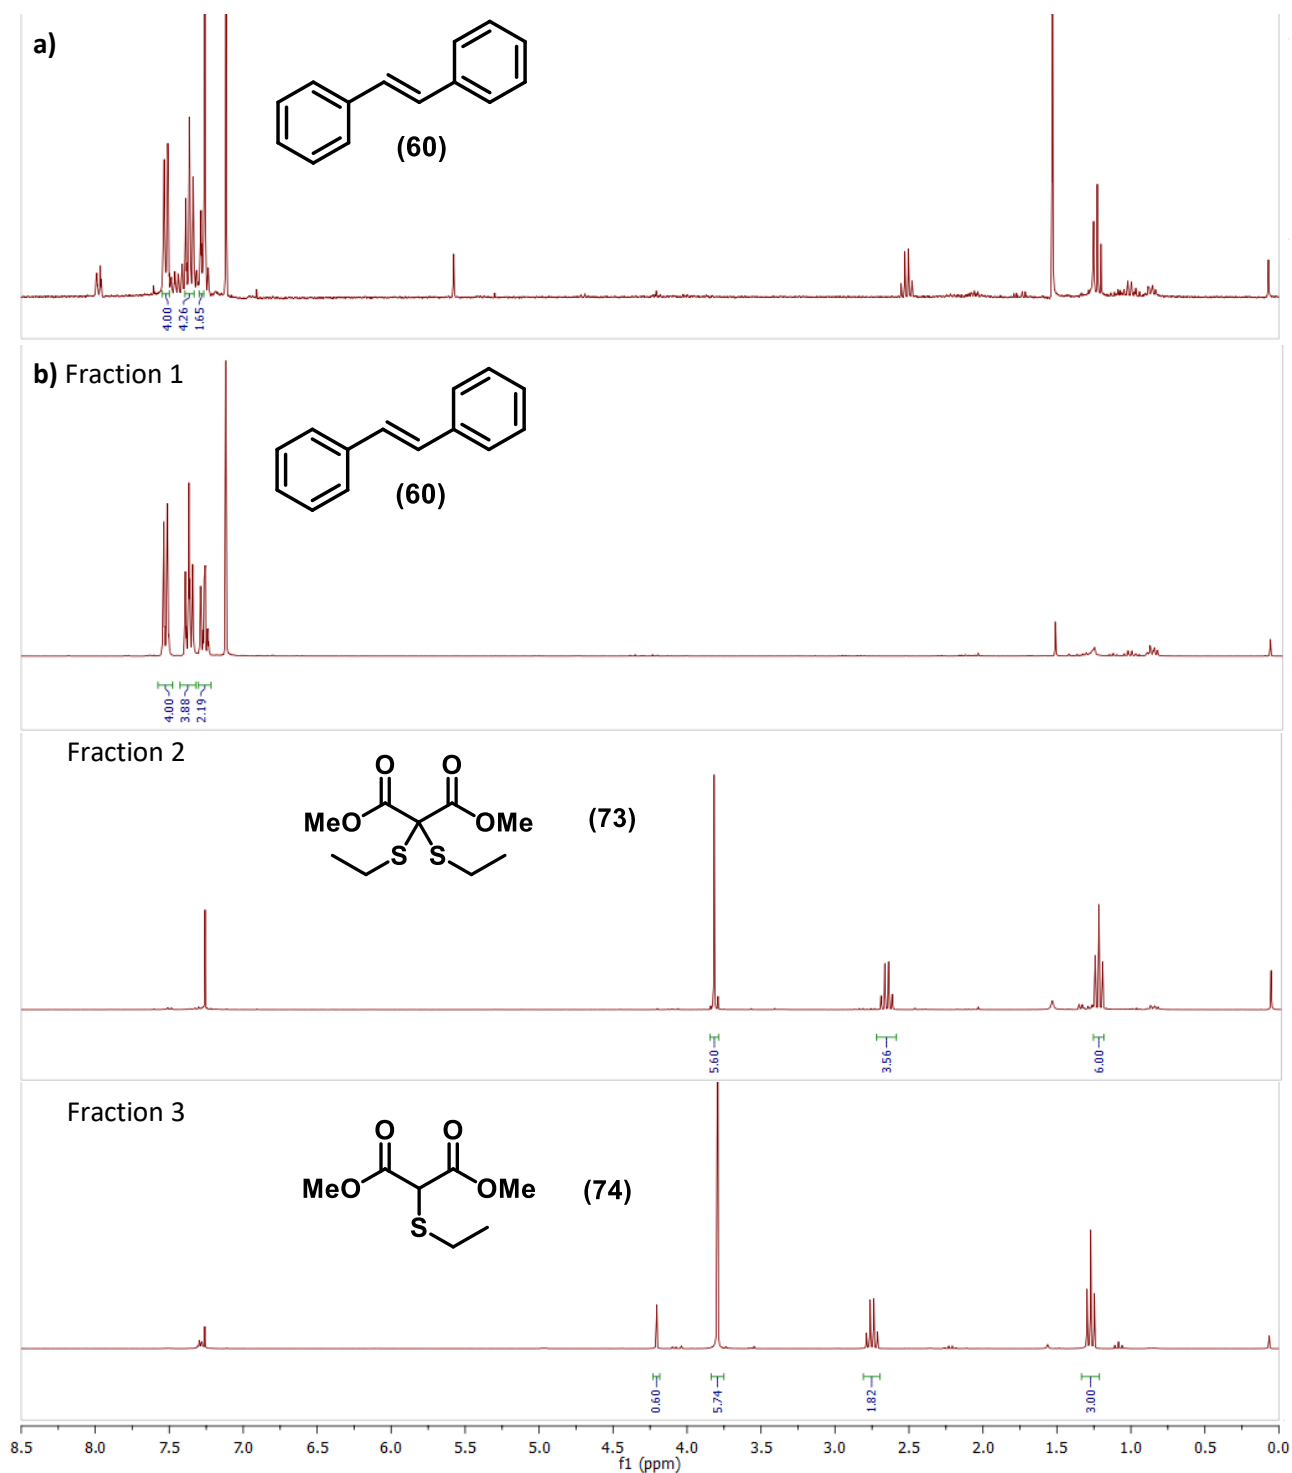 a)
(60)
4.00
4.26
1.65
b) Fraction 1
(60)
4.00
3.88
2.19
Fraction 2
O O
MeO OMe
S S
(73)
5.60
3.56
6.00
Fraction 3
O O
MeO OMe
S
(74)
0.60
5.74
1.82
3.00
8.5 8.0 7.5 7.0 6.5 6.0 5.5 5.0 4.5 4.0 3.5 3.0 2.5 2.0 1.5 1.0 0.5 0.0
f1 (ppm)